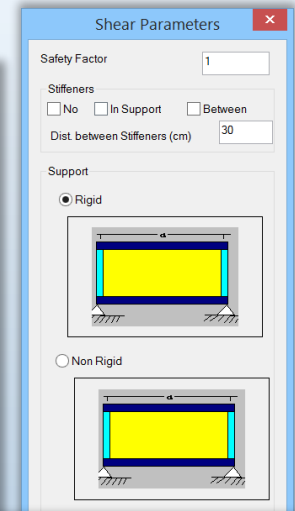 Shear Parameters
Safety Factor 1
Stiffeners
No In Support Between
Dist. between Stiffeners (cm) 30
Support
Rigid
d
Non Rigid
d